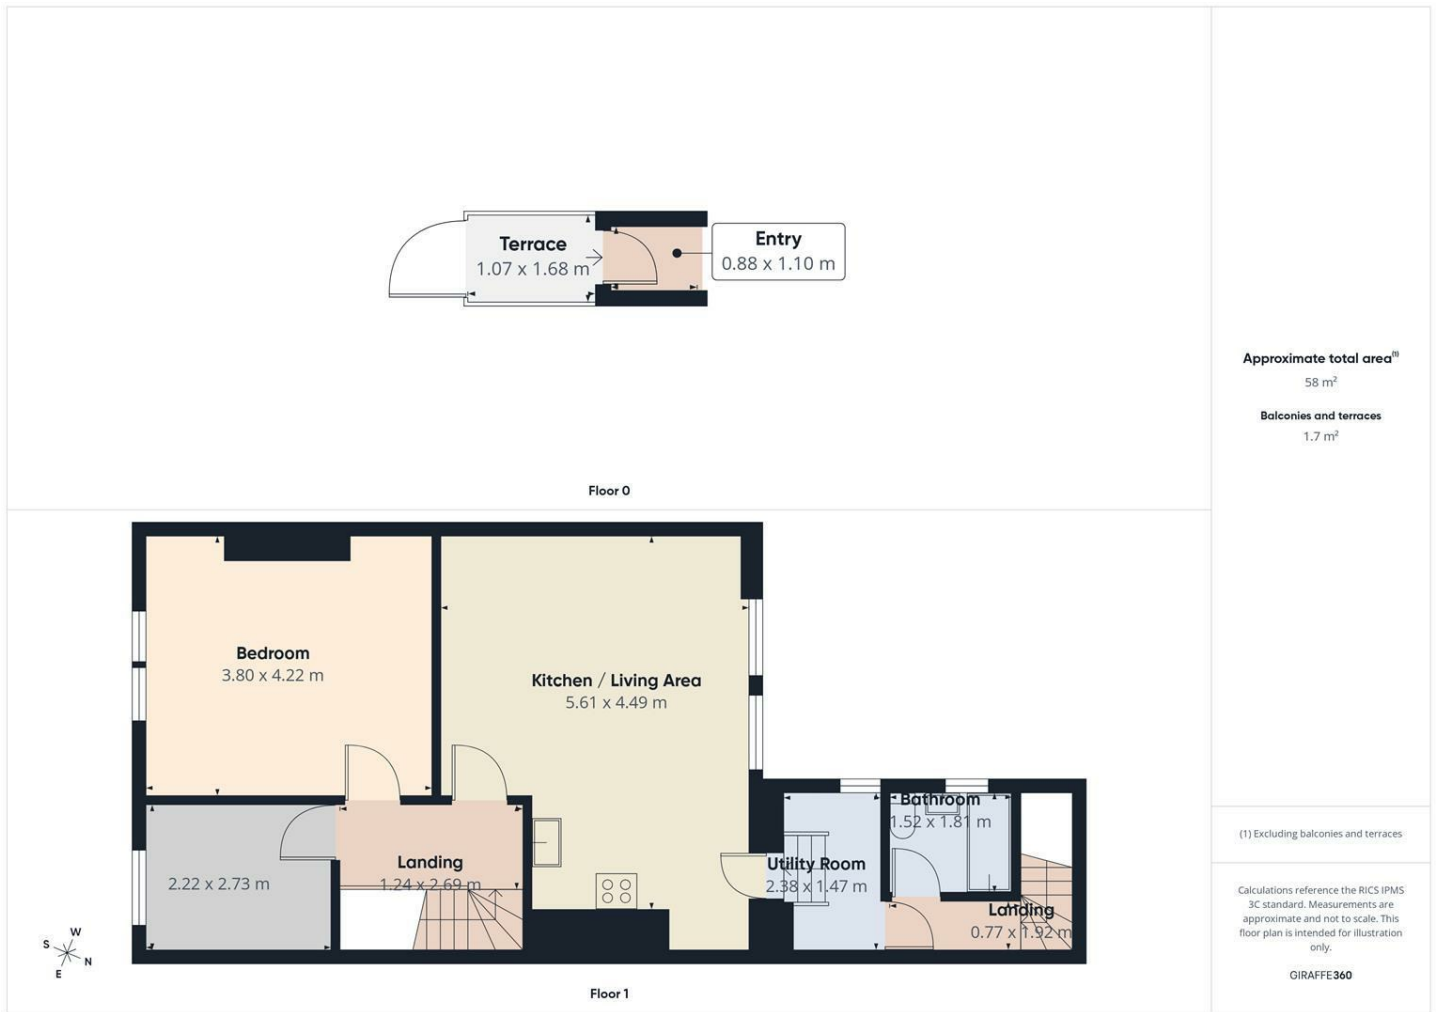 Terrace
1.07 x 1.68 m
Entry
0.88 x 1.10 m
Floor 0
Approximate total area(1)
58 m²
Balconies and terraces
1.7 m²
Bedroom
3.80 x 4.22 m
Kitchen / Living Area
5.61 x 4.49 m
Landing
1.24 x 2.69 m
2.22 x 2.73 m
Utility Room
2.38 x 1.47 m
Bathroom
1.52 x 1.81 m
Landing
0.77 x 1.92 m
S
W
N
E
Floor 1
(1) Excluding balconies and terraces
Calculations reference the RICS IPMS
3C standard. Measurements are
approximate and not to scale. This
floor plan is intended for illustration
only.
GIRAFFE360